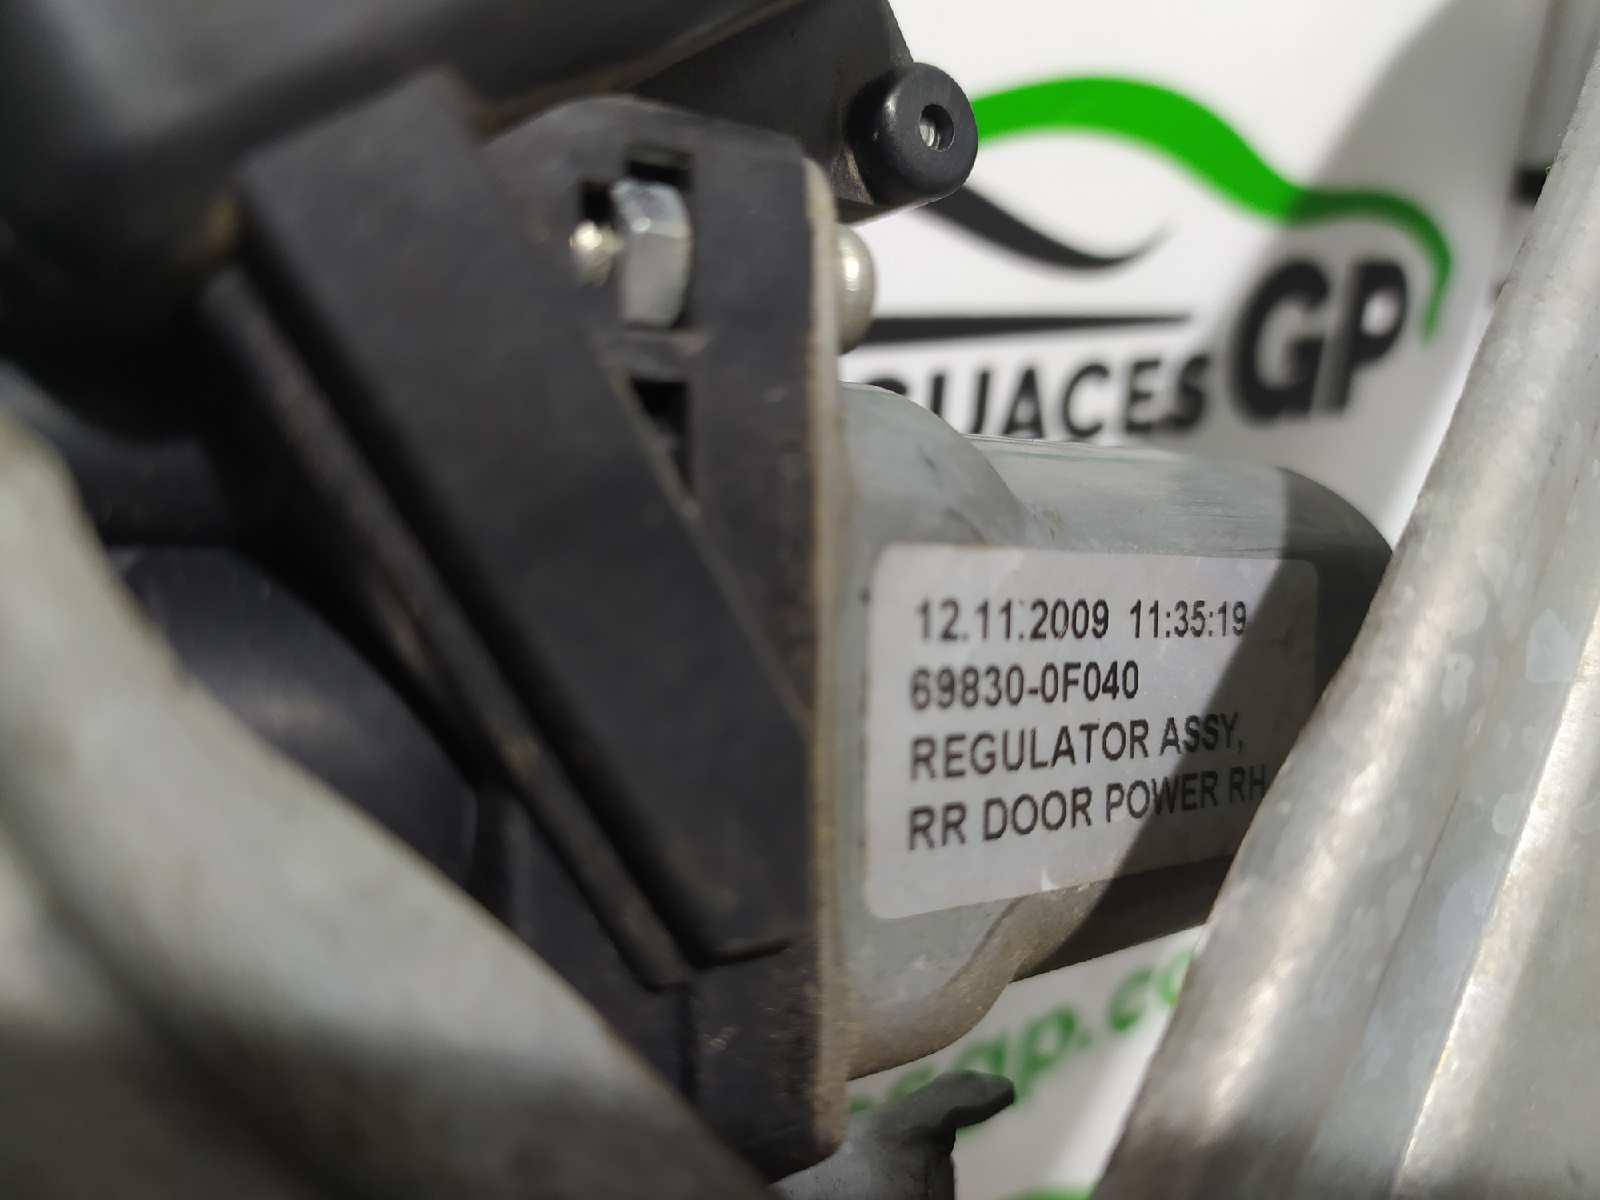 GP
12.11.2009 11:35:19
69830-0F040
REGULATOR ASSY,
RR DOOR POWER RH